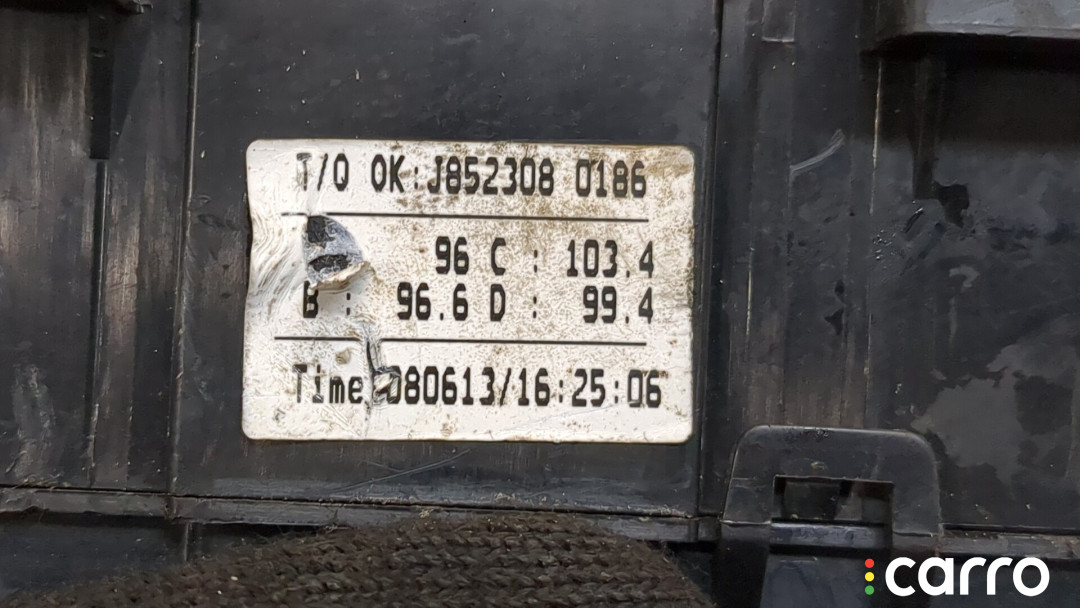 T/Q OK:J852308 0186
96 C : 103.4
B : 96.6 D : 99.4
Time 080613/16:25:06
carro